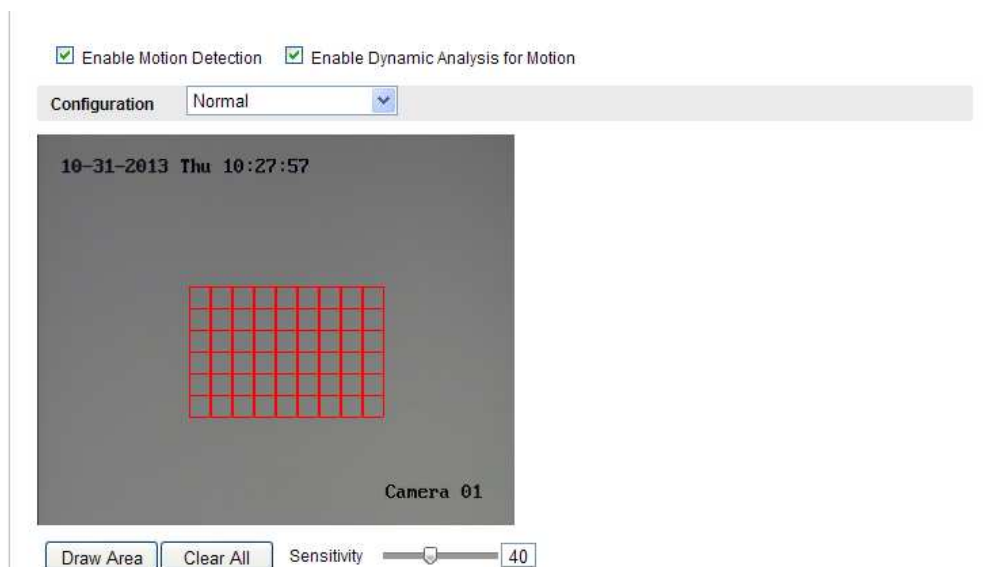 Enable Motion Detection Enable Dynamic Analysis for Motion
Configuration Normal
10-31-2013 Thu 10:27:57
Camera 01
Draw Area Clear All Sensitivity 40